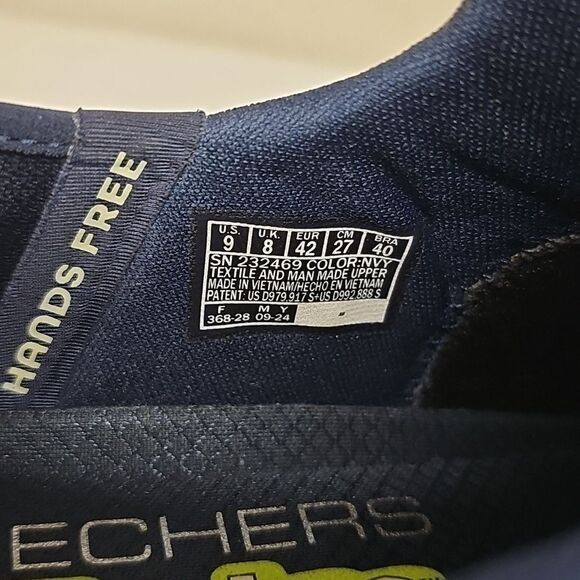 HANDS FREE
U.S. U.K. EUR CM BRA
9 8 42 27 40
SN 232469 COLOR:NVY
TEXTILE AND MAN MADE UPPER
MADE IN VIETNAM/HECHO EN VIETNAM
PATENT: US D979,917 S+US D992,888 S
F M Y
368-28 09-24
ECHERS